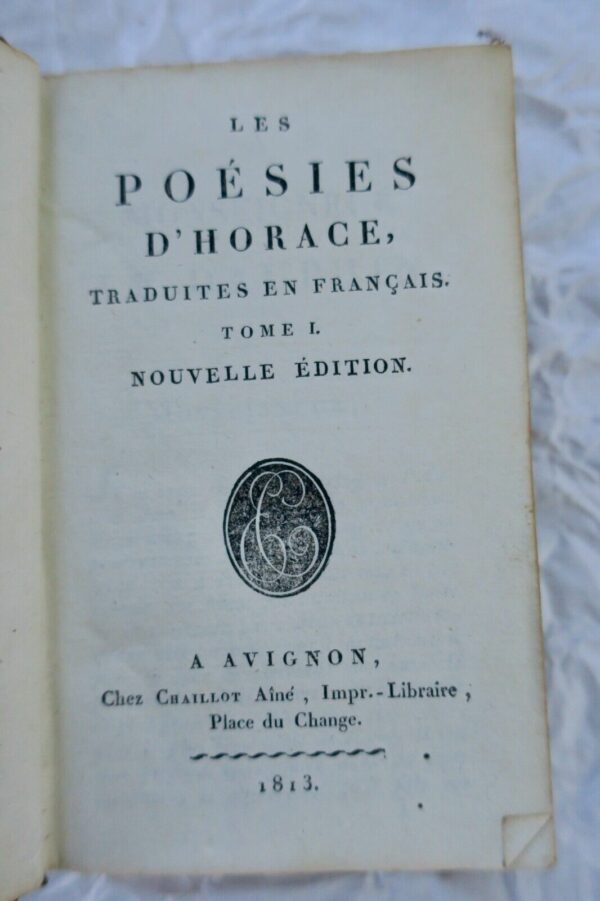 LES
POÉSIES
D'HORACE,
TRADUITES EN FRANÇAIS.
TOME I.
NOUVELLE ÉDITION.
A AVIGNON,
Chez CHAILLOT Aîné, Impr.-Libraire,
Place du Change.
1813.